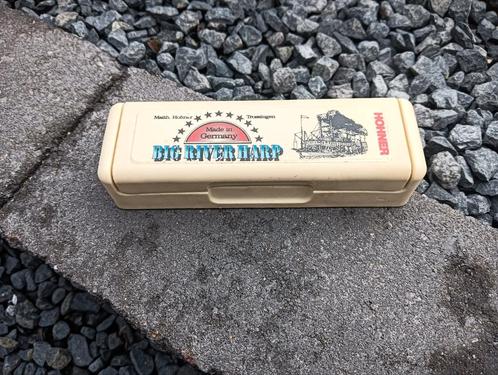 Matth. Hohner Trossingen
Made in
Germany
BIG RIVER HARP
HOHNER